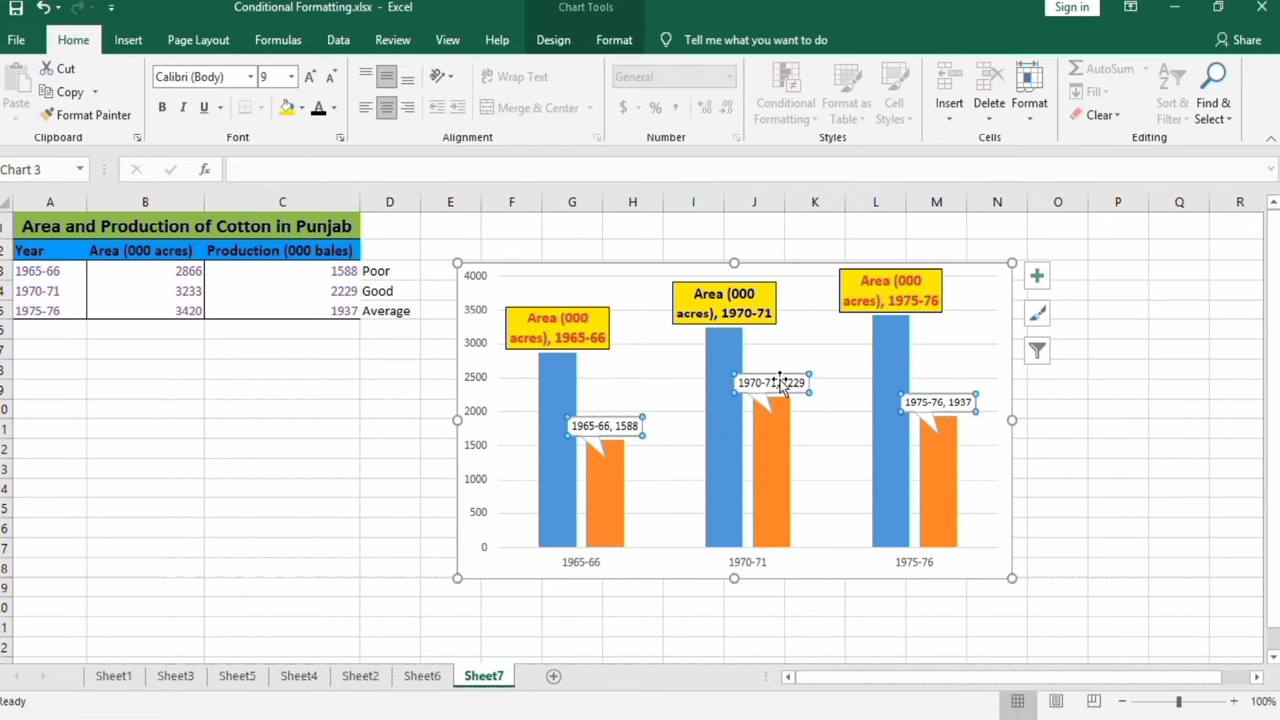 Conditional Formatting.xlsx - Excel
Chart Tools
Sign in
File Home Insert Page Layout Formulas Data Review View Help Design Format Tell me what you want to do Share
Paste
Cut
Copy
Format Painter
Clipboard
Calibri (Body) 9
B I U
Font
Wrap Text
Merge & Center
Alignment
General
$ % ,
Number
Conditional Formatting
Format as Table
Cell Styles
Styles
Insert Delete Format
Cells
AutoSum
Fill
Clear
Sort & Filter
Find & Select
Editing
Chart 3
fx
A B C D E F G H I J K L M N O P Q R
Area and Production of Cotton in Punjab
Year Area (000 acres) Production (000 bales)
1965-66 2866 1588 Poor
1970-71 3233 2229 Good
1975-76 3420 1937 Average
4000
3500
3000
2500
2000
1500
1000
500
0
Area (000
acres), 1965-66
Area (000
acres), 1970-71
Area (000
acres), 1975-76
1965-66, 1588
1975-76, 1937
1965-66 1970-71 1975-76
Sheet1 Sheet3 Sheet5 Sheet4 Sheet2 Sheet6 Sheet7
100%